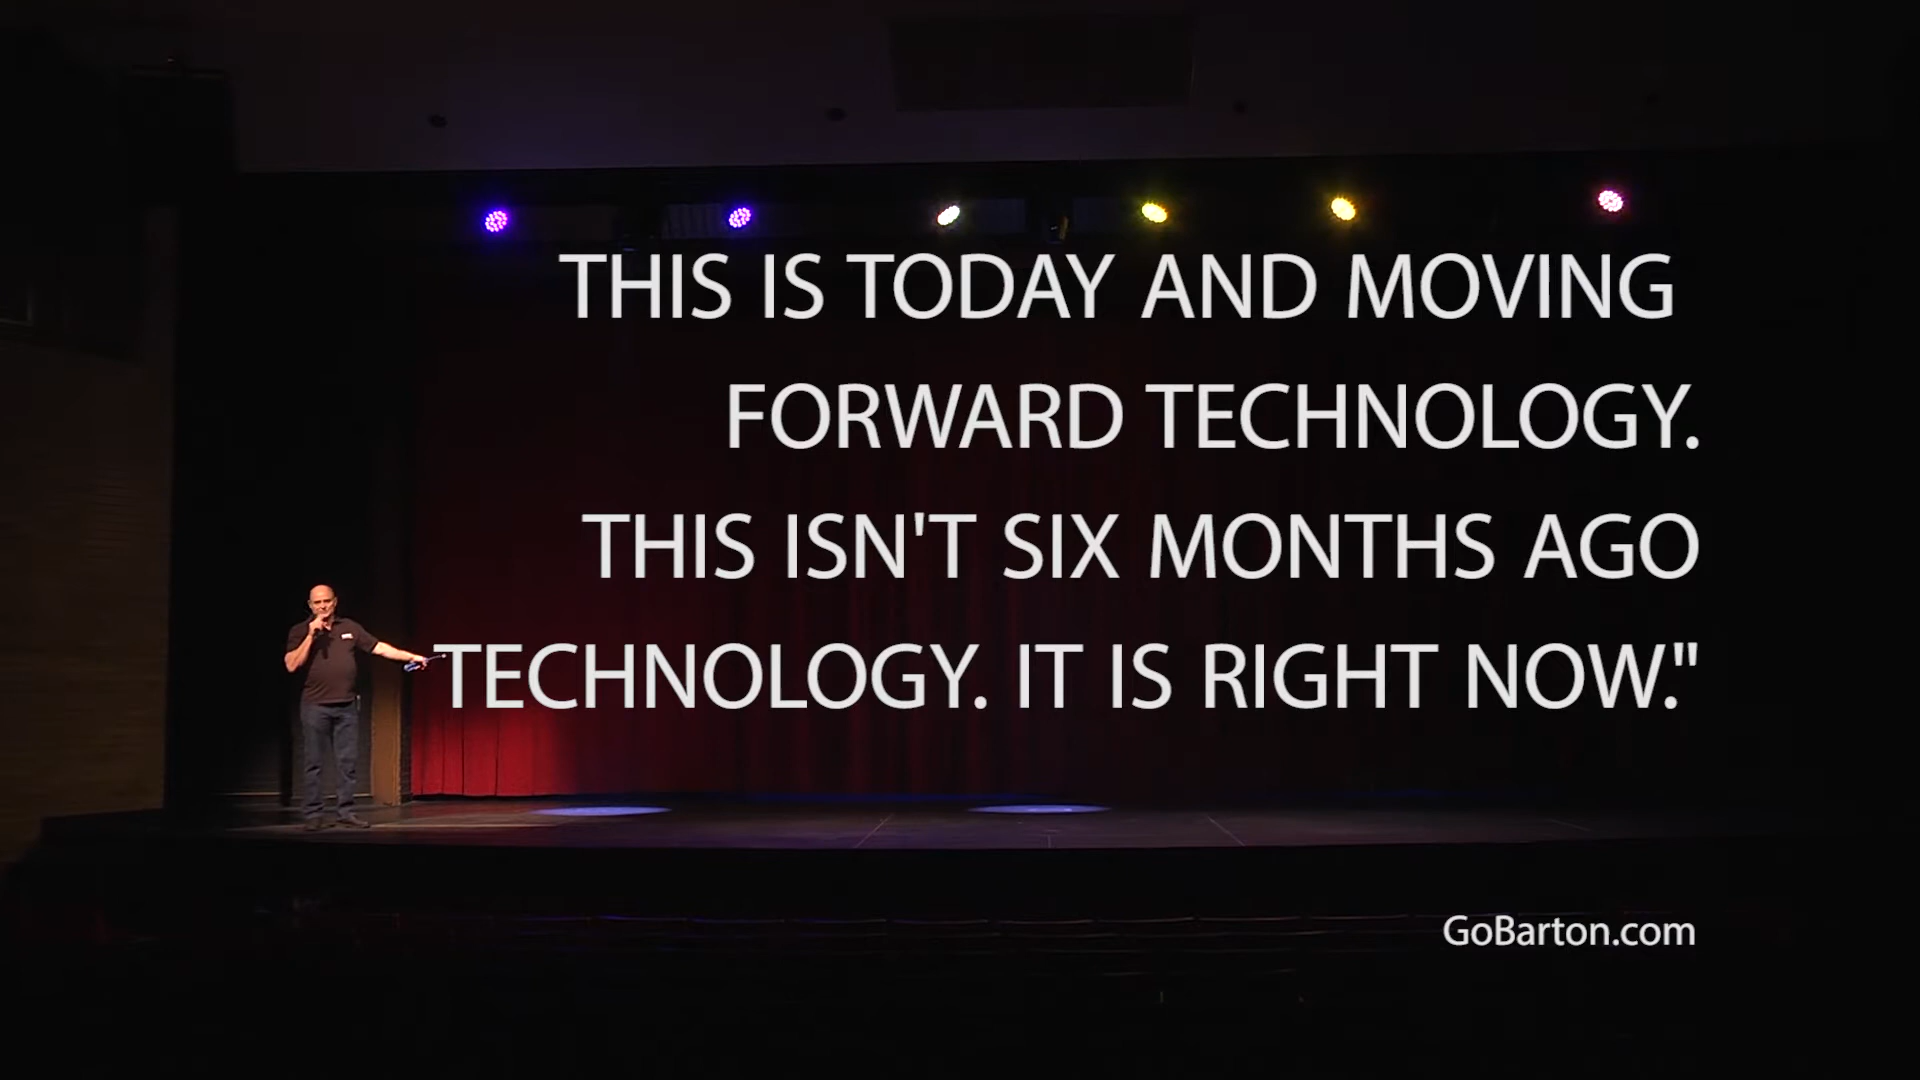 THIS IS TODAY AND MOVING
FORWARD TECHNOLOGY.
THIS ISN'T SIX MONTHS AGO
TECHNOLOGY. IT IS RIGHT NOW."
GoBarton.com